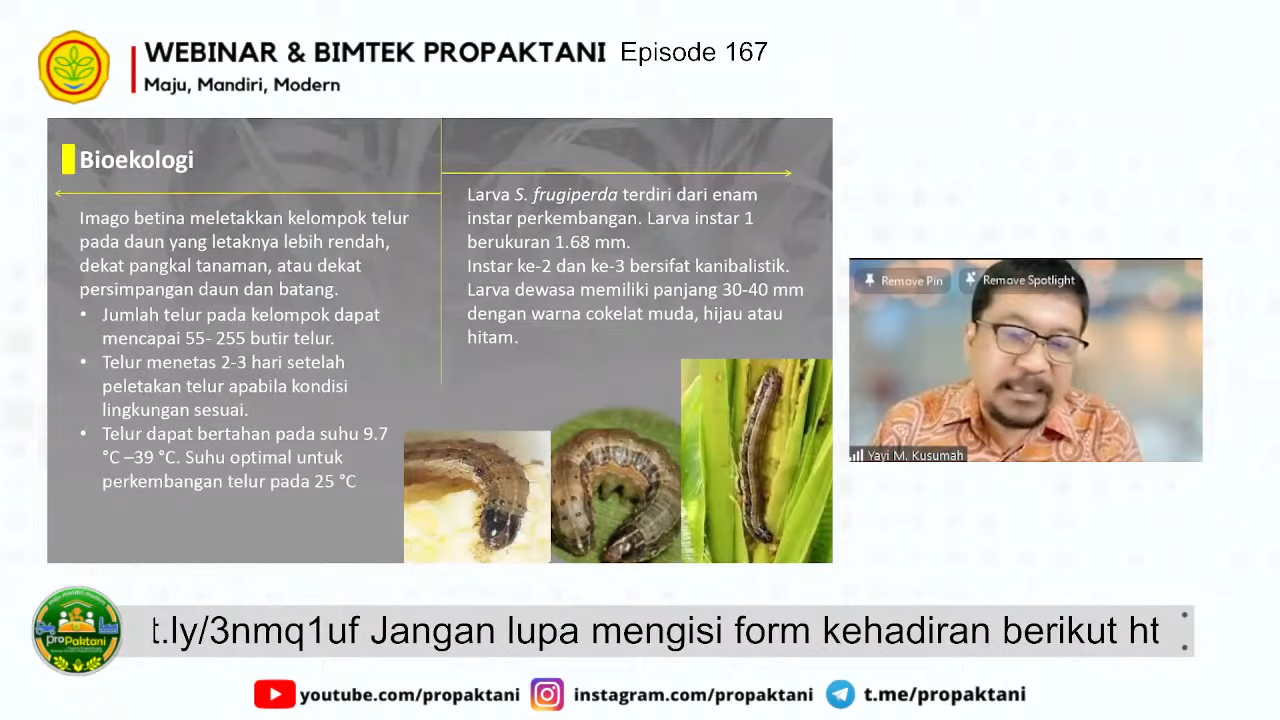 WEBINAR & BIMTEK PROPAKTANI Episode 167
Maju, Mandiri, Modern
Bioekologi
Imago betina meletakkan kelompok telur
pada daun yang letaknya lebih rendah,
dekat pangkal tanaman, atau dekat
persimpangan daun dan batang.
• Jumlah telur pada kelompok dapat
mencapai 55- 255 butir telur.
• Telur menetas 2-3 hari setelah
peletakan telur apabila kondisi
lingkungan sesuai.
• Telur dapat bertahan pada suhu 9.7
°C –39 °C. Suhu optimal untuk
perkembangan telur pada 25 °C
Larva S. frugiperda terdiri dari enam
instar perkembangan. Larva instar 1
berukuran 1.68 mm.
Instar ke-2 dan ke-3 bersifat kanibalistik.
Larva dewasa memiliki panjang 30-40 mm
dengan warna cokelat muda, hijau atau
hitam.
Remove Pin
Remove Spotlight
Yayi M. Kusumah
proPaktani
t.ly/3nmq1uf Jangan lupa mengisi form kehadiran berikut ht
youtube.com/propaktani
instagram.com/propaktani
t.me/propaktani